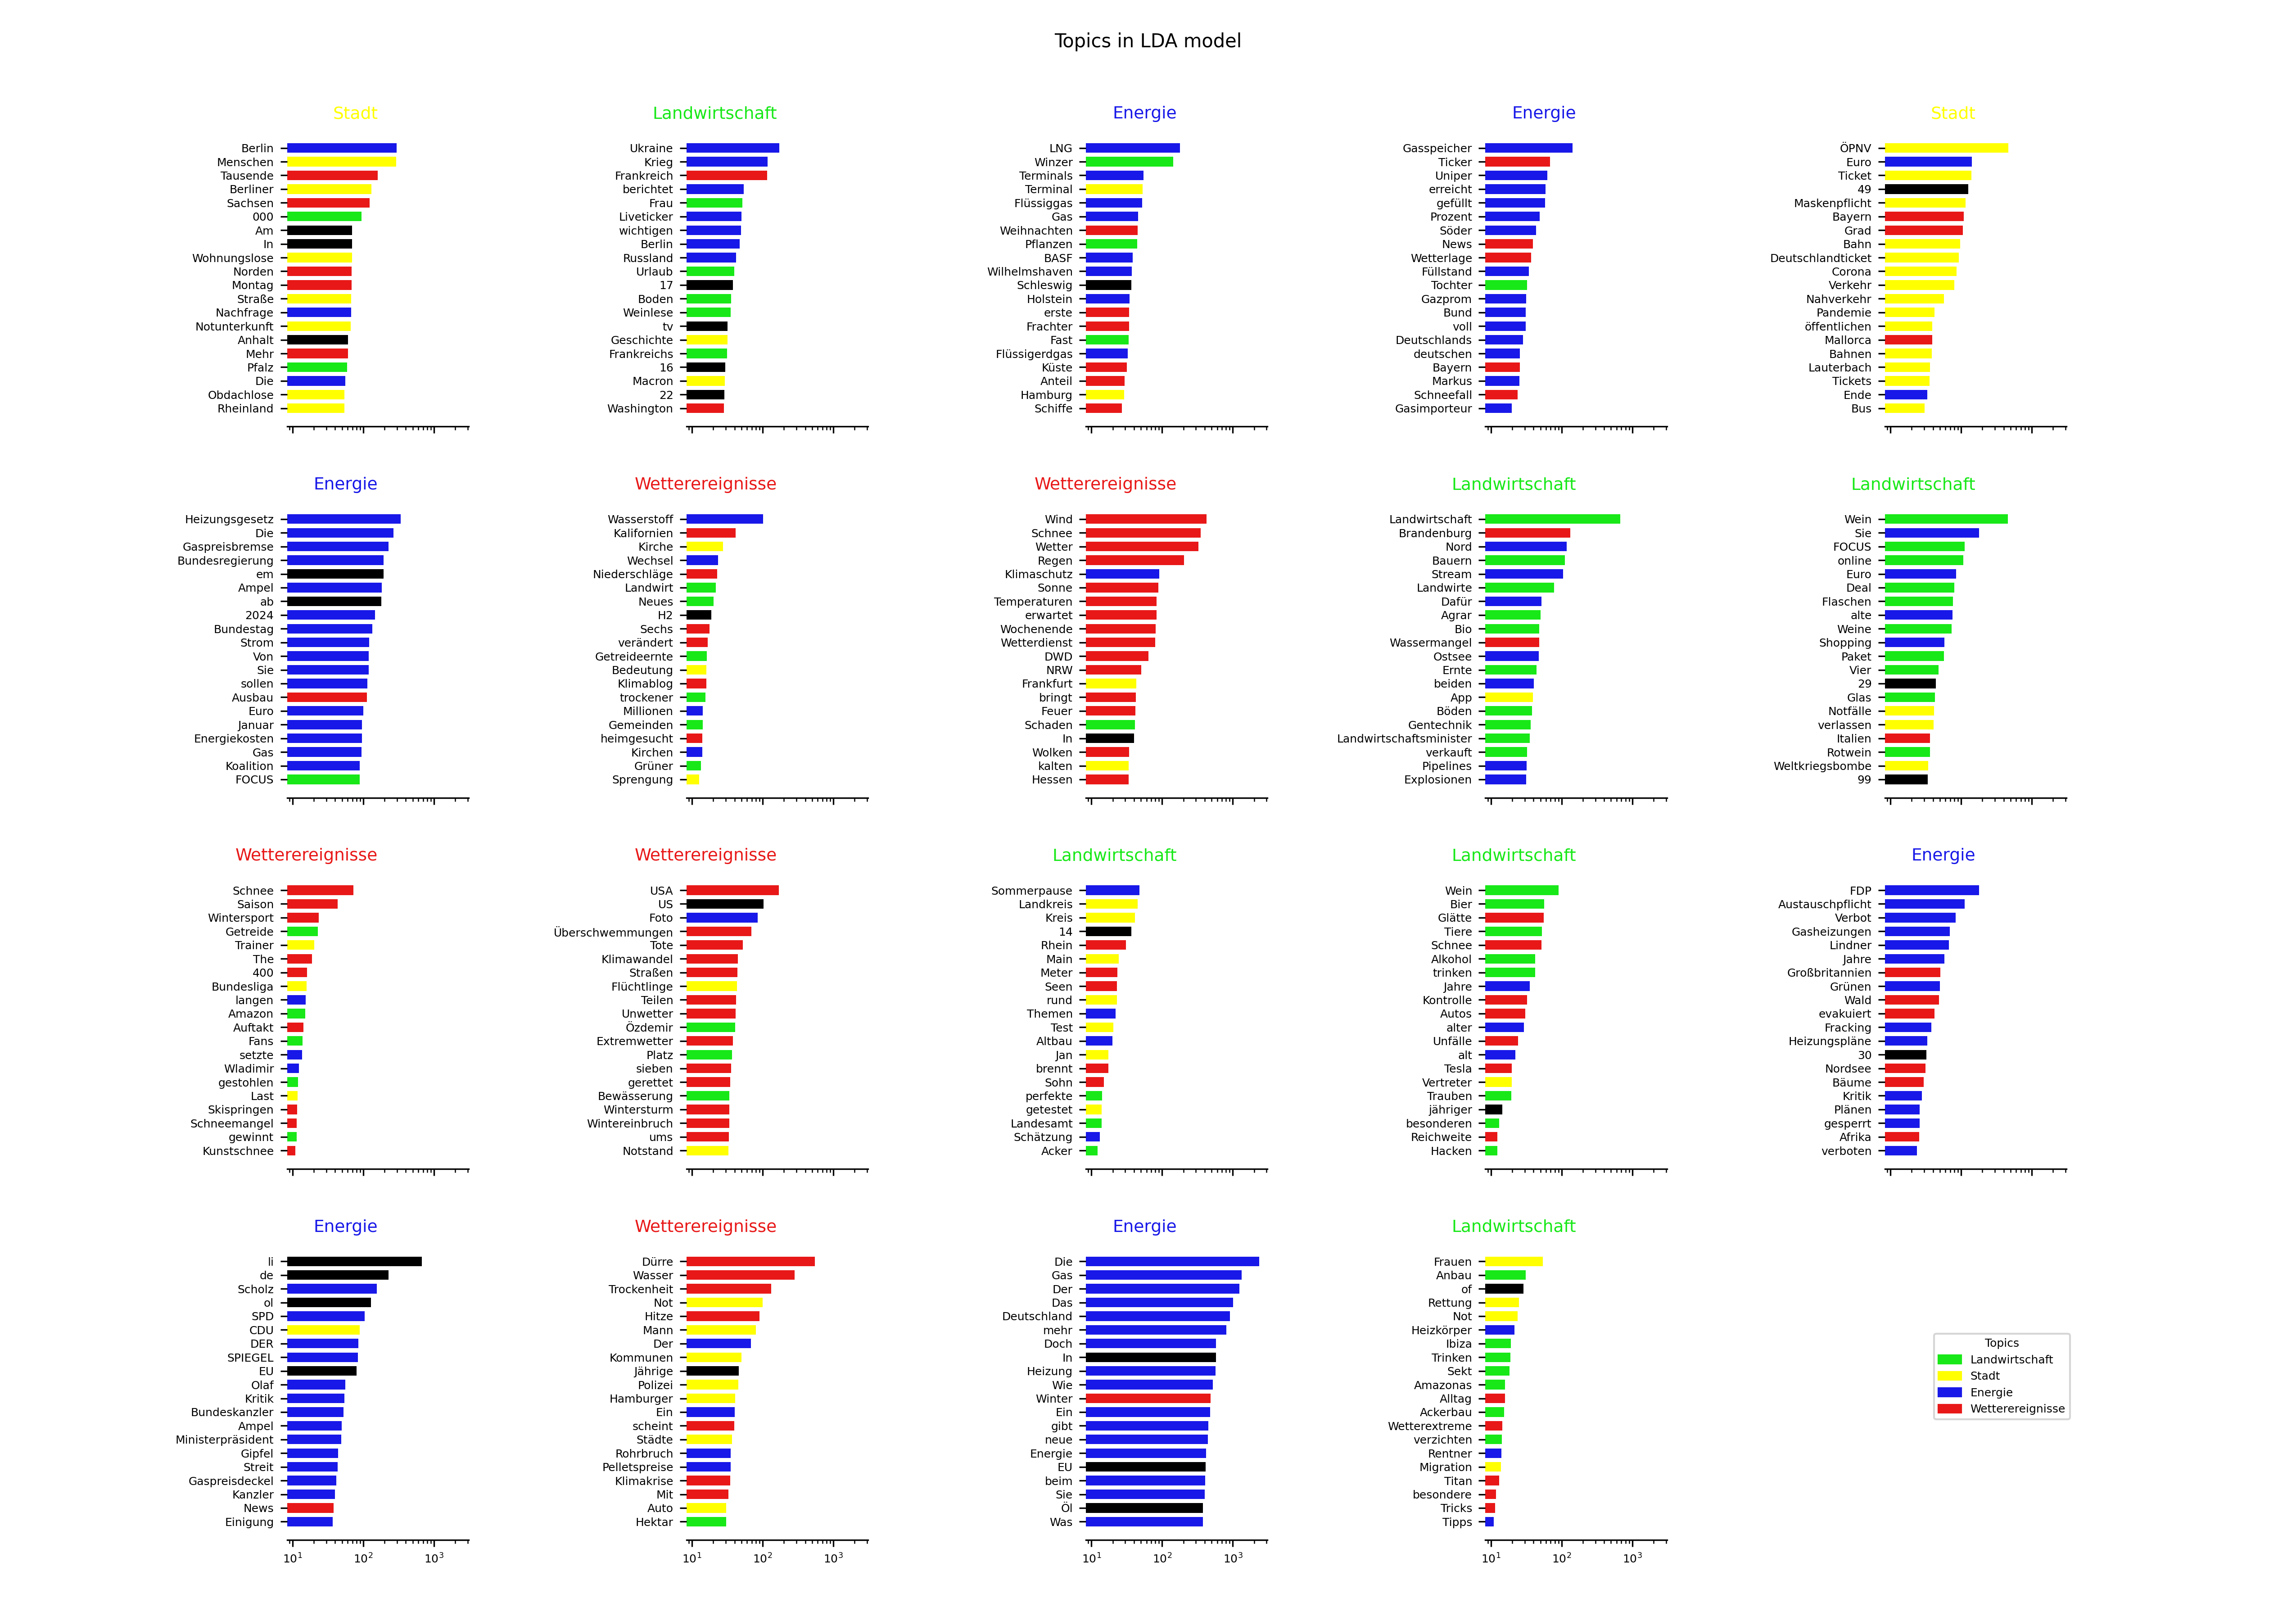 Topics in LDA model
Stadt
Berlin
Menschen
Tausende
Berliner
Sachsen
000
Am
In
Wohnungslose
Norden
Montag
Straße
Nachfrage
Notunterkunft
Anhalt
Mehr
Pfalz
Die
Obdachlose
Rheinland
Landwirtschaft
Ukraine
Krieg
Frankreich
berichtet
Frau
Liveticker
wichtigen
Berlin
Russland
Urlaub
17
Boden
Weinlese
tv
Geschichte
Frankreichs
16
Macron
22
Washington
Energie
LNG
Winzer
Terminals
Terminal
Flüssiggas
Gas
Weihnachten
Pflanzen
BASF
Wilhelmshaven
Schleswig
Holstein
erste
Frachter
Fast
Flüssigerdgas
Küste
Anteil
Hamburg
Schiffe
Energie
Gasspeicher
Ticker
Uniper
erreicht
gefüllt
Prozent
Söder
News
Wetterlage
Füllstand
Tochter
Gazprom
Bund
voll
Deutschlands
deutschen
Bayern
Markus
Schneefall
Gasimporteur
Stadt
ÖPNV
Euro
Ticket
49
Maskenpflicht
Bayern
Grad
Bahn
Deutschlandticket
Corona
Verkehr
Nahverkehr
Pandemie
öffentlichen
Mallorca
Bahnen
Lauterbach
Tickets
Ende
Bus
Energie
Heizungsgesetz
Die
Gaspreisbremse
Bundesregierung
em
Ampel
ab
2024
Bundestag
Strom
Von
Sie
sollen
Ausbau
Euro
Januar
Energiekosten
Gas
Koalition
FOCUS
Wetterereignisse
Wasserstoff
Kalifornien
Kirche
Wechsel
Niederschläge
Landwirt
Neues
H2
Sechs
verändert
Getreideernte
Bedeutung
Klimablog
trockener
Millionen
Gemeinden
heimgesucht
Kirchen
Grüner
Sprengung
Wetterereignisse
Wind
Schnee
Wetter
Regen
Klimaschutz
Sonne
Temperaturen
erwartet
Wochenende
Wetterdienst
DWD
NRW
Frankfurt
bringt
Feuer
Schaden
In
Wolken
kalten
Hessen
Landwirtschaft
Landwirtschaft
Brandenburg
Nord
Bauern
Stream
Landwirte
Dafür
Agrar
Bio
Wassermangel
Ostsee
Ernte
beiden
App
Böden
Gentechnik
Landwirtschaftsminister
verkauft
Pipelines
Explosionen
Landwirtschaft
Wein
Sie
FOCUS
online
Euro
Deal
Flaschen
alte
Weine
Shopping
Paket
Vier
29
Glas
Notfälle
verlassen
Italien
Rotwein
Weltkriegsbombe
99
Wetterereignisse
Schnee
Saison
Wintersport
Getreide
Trainer
The
400
Bundesliga
langen
Amazon
Auftakt
Fans
setzte
Wladimir
gestohlen
Last
Skispringen
Schneemangel
gewinnt
Kunstschnee
Wetterereignisse
USA
US
Foto
Überschwemmungen
Tote
Klimawandel
Straßen
Flüchtlinge
Teilen
Unwetter
Özdemir
Extremwetter
Platz
sieben
gerettet
Bewässerung
Wintersturm
Wintereinbruch
ums
Notstand
Landwirtschaft
Sommerpause
Landkreis
Kreis
14
Rhein
Main
Meter
Seen
rund
Themen
Test
Altbau
Jan
brennt
Sohn
perfekte
getestet
Landesamt
Schätzung
Acker
Landwirtschaft
Wein
Bier
Glätte
Tiere
Schnee
Alkohol
trinken
Jahre
Kontrolle
Autos
alter
Unfälle
alt
Tesla
Vertreter
Trauben
jähriger
besonderen
Reichweite
Hacken
Energie
FDP
Austauschpflicht
Verbot
Gasheizungen
Lindner
Jahre
Großbritannien
Grünen
Wald
evakuiert
Fracking
Heizungspläne
30
Nordsee
Bäume
Kritik
Plänen
gesperrt
Afrika
verboten
Energie
li
de
Scholz
ol
SPD
CDU
DER
SPIEGEL
EU
Olaf
Kritik
Bundeskanzler
Ampel
Ministerpräsident
Gipfel
Streit
Gaspreisdeckel
Kanzler
News
Einigung
10¹ 10² 10³
Wetterereignisse
Dürre
Wasser
Trockenheit
Not
Hitze
Mann
Der
Kommunen
Jährige
Polizei
Hamburger
Ein
scheint
Städte
Rohrbruch
Pelletspreise
Klimakrise
Mit
Auto
Hektar
10¹ 10² 10³
Energie
Die
Gas
Der
Das
Deutschland
mehr
Doch
In
Heizung
Wie
Winter
Ein
gibt
neue
Energie
EU
beim
Sie
Öl
Was
10¹ 10² 10³
Landwirtschaft
Frauen
Anbau
of
Rettung
Not
Heizkörper
Ibiza
Trinken
Sekt
Amazonas
Alltag
Ackerbau
Wetterextreme
verzichten
Rentner
Migration
Titan
besondere
Tricks
Tipps
10¹ 10² 10³
Topics
Landwirtschaft
Stadt
Energie
Wetterereignisse